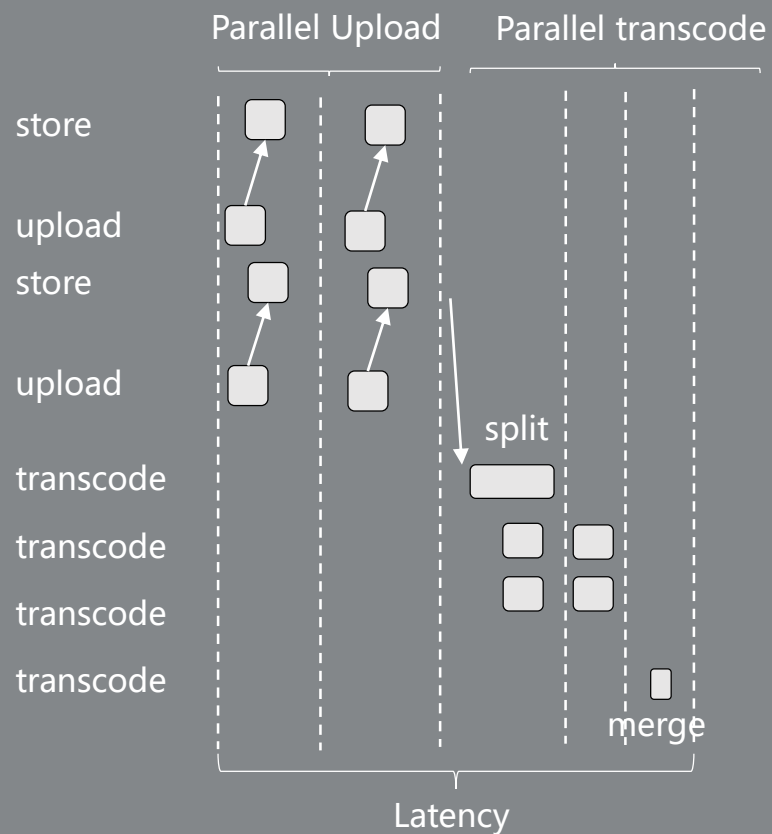 Parallel Upload
Parallel transcode
store
upload
store
upload
split
transcode
transcode
transcode
transcode
merge
Latency